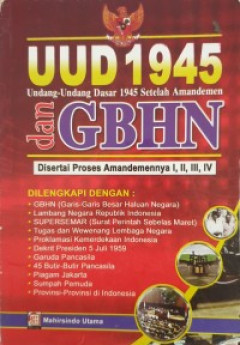 UUD 1945
Undang-Undang Dasar 1945 Setelah Amandemen
dan
GBHN
Disertai Proses Amandemennya I, II, III, IV
DILENGKAPI DENGAN :
• GBHN (Garis-Garis Besar Haluan Negara)
• Lambang Negara Republik Indonesia
• SUPERSEMAR (Surat Perintah Sebelas Maret)
• Tugas dan Wewenang Lembaga Negara
• Proklamasi Kemerdekaan Indonesia
• Dekrit Presiden 5 Juli 1959
• Garuda Pancasila
• 45 Butir-Butir Pancasila
• Piagam Jakarta
• Sumpah Pemuda
• Provinsi-Provinsi di Indonesia
Mahirsindo Utama